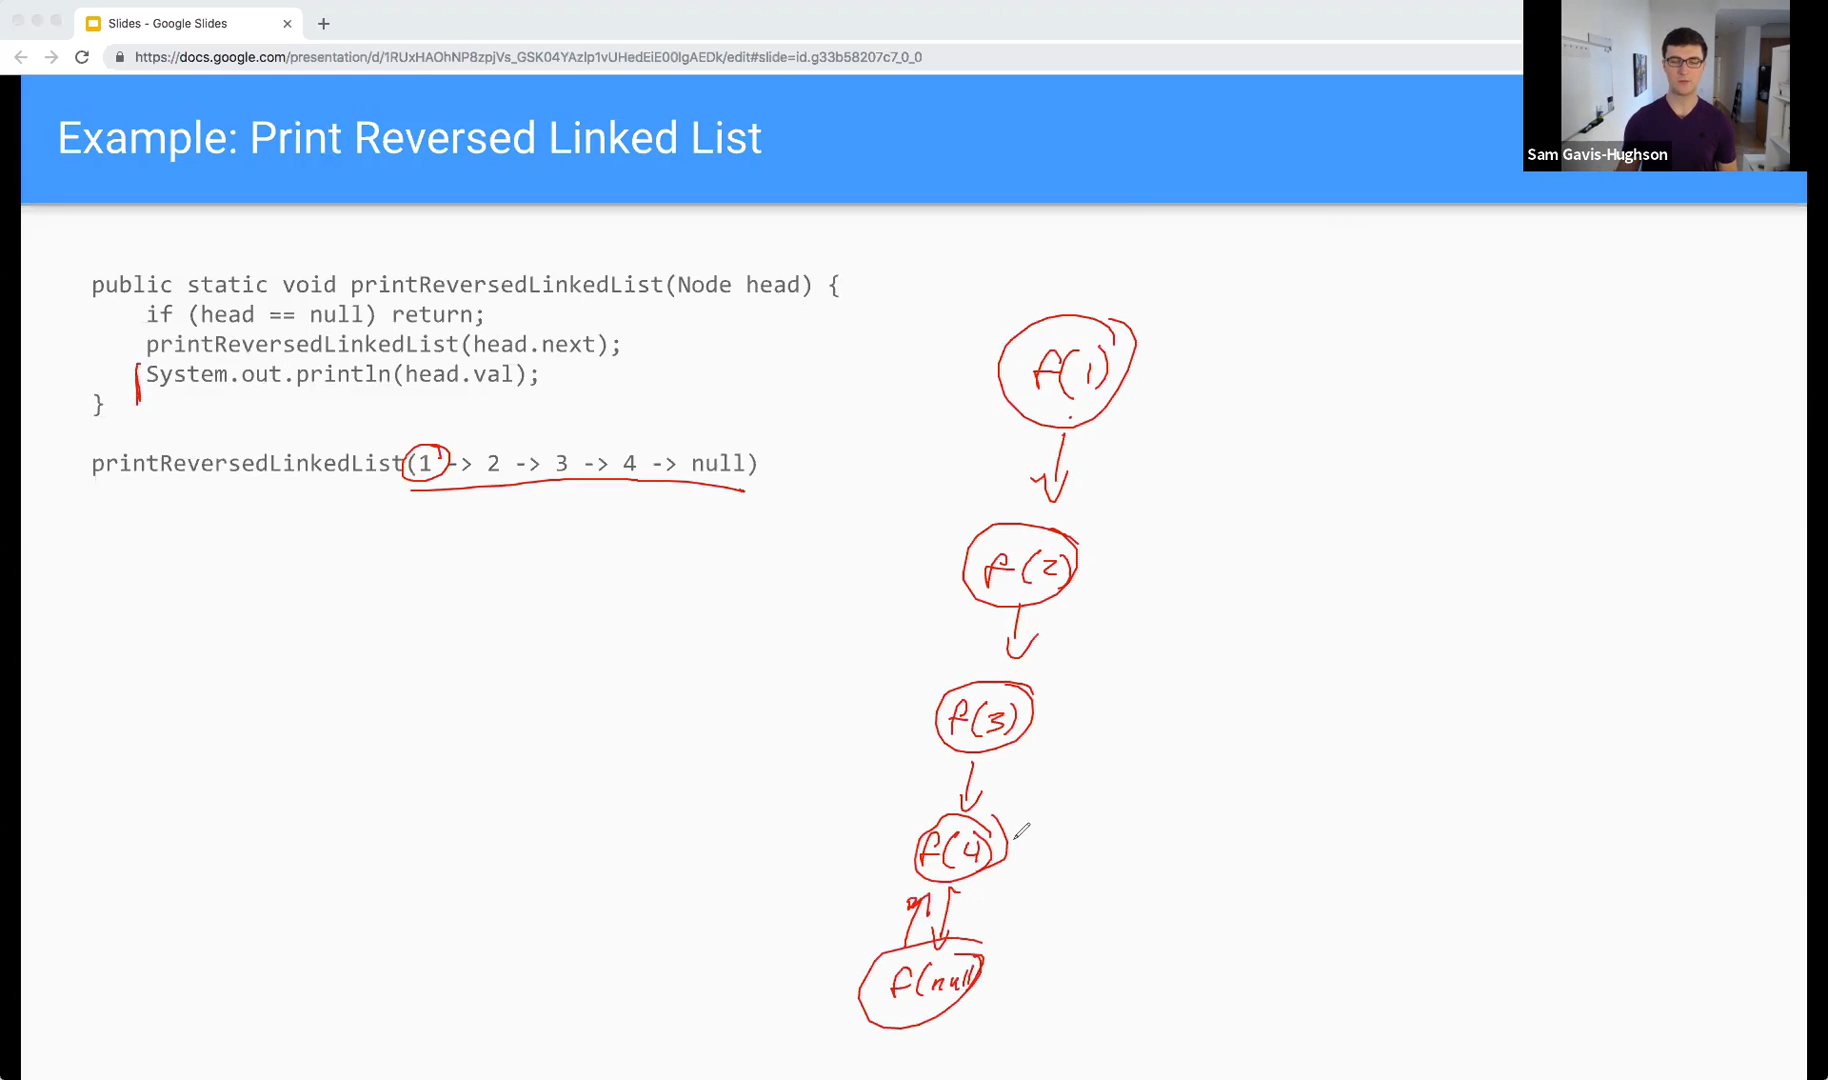 Slides - Google Slides
https://docs.google.com/presentation/d/1RUxHAOhNP8zpjVs_GSK04YAzlp1vUHedEiE00lgAEDk/edit#slide=id.g33b58207c7_0_0
Sam Gavis-Hughson
Example: Print Reversed Linked List
public static void printReversedLinkedList(Node head) {
if (head == null) return;
printReversedLinkedList(head.next);
System.out.println(head.val);
}
printReversedLinkedList(1 -> 2 -> 3 -> 4 -> null)
f(1)
f(2)
f(3)
f(4)
f(null